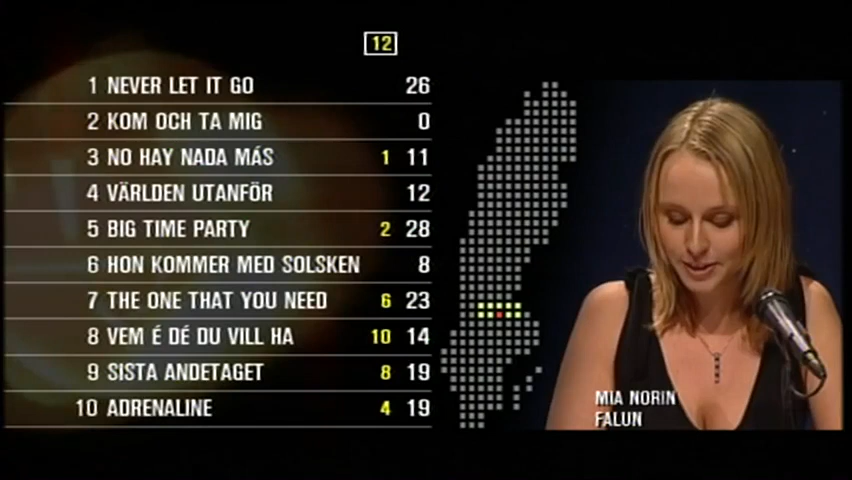 12
1 NEVER LET IT GO 26
2 KOM OCH TA MIG 0
3 NO HAY NADA MÁS 1 11
4 VÄRLDEN UTANFÖR 12
5 BIG TIME PARTY 2 28
6 HON KOMMER MED SOLSKEN 8
7 THE ONE THAT YOU NEED 6 23
8 VEM É DÉ DU VILL HA 10 14
9 SISTA ANDETAGET 8 19
10 ADRENALINE 4 19
MIA NORIN
FALUN